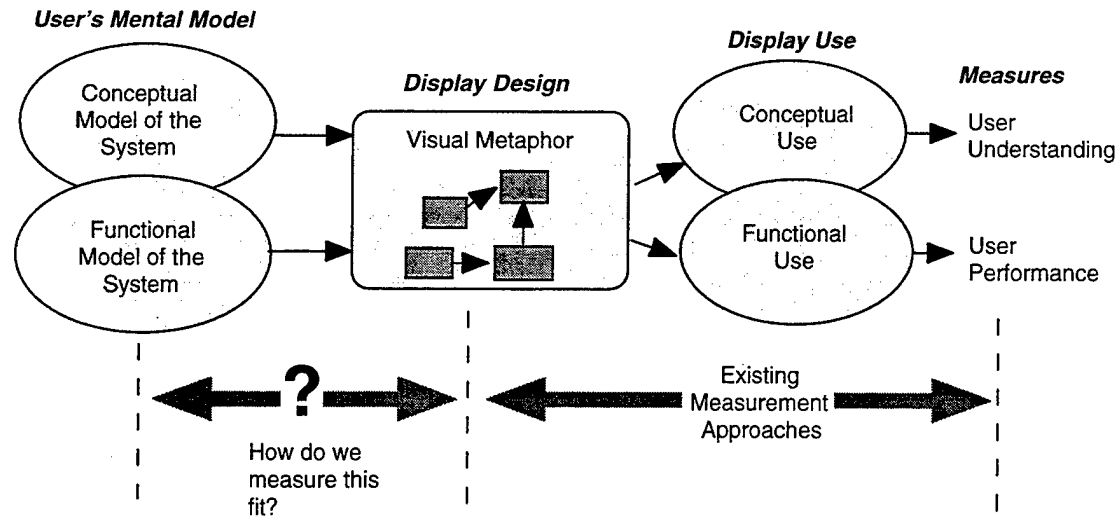 User's Mental Model
Conceptual
Model of the
System
Functional
Model of the
System
Display Design
Visual Metaphor
Display Use
Conceptual
Use
Functional
Use
Measures
User
Understanding
User
Performance
?
How do we
measure this
fit?
Existing
Measurement
Approaches